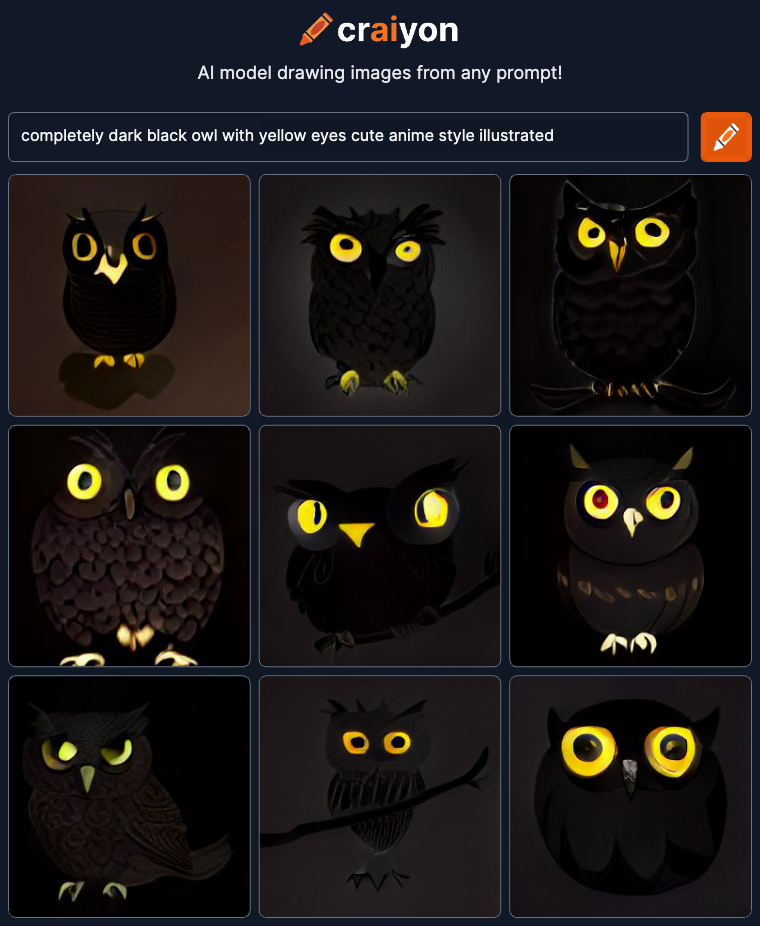 craiyon
AI model drawing images from any prompt!
completely dark black owl with yellow eyes cute anime style illustrated